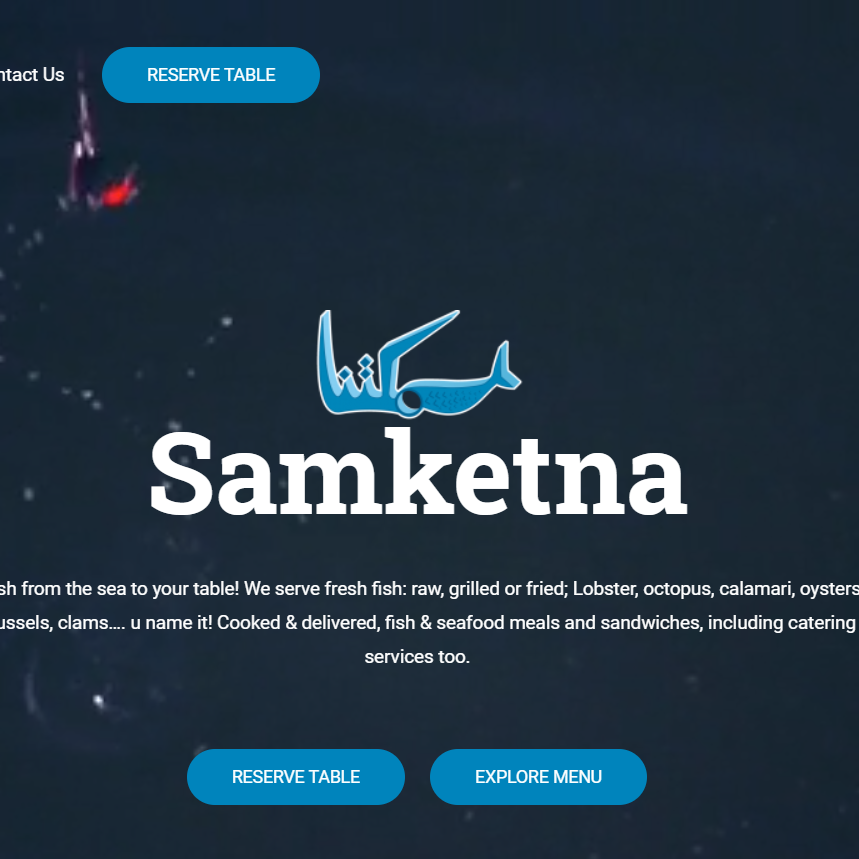 ntact Us
RESERVE TABLE
سمكتنا
Samketna
sh from the sea to your table! We serve fresh fish: raw, grilled or fried; Lobster, octopus, calamari, oysters
ussels, clams.... u name it! Cooked & delivered, fish & seafood meals and sandwiches, including catering
services too.
RESERVE TABLE
EXPLORE MENU